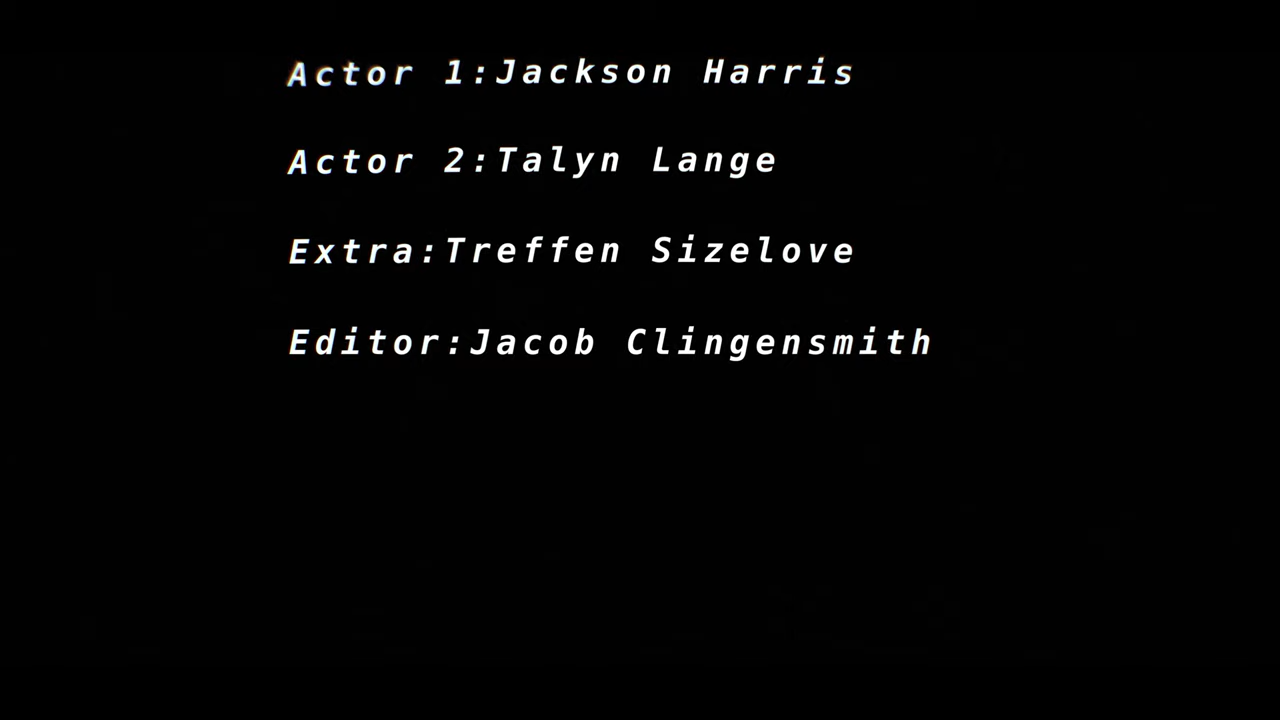 Actor 1:Jackson Harris
Actor 2:Talyn Lange
Extra:Treffen Sizelove
Editor:Jacob Clingensmith